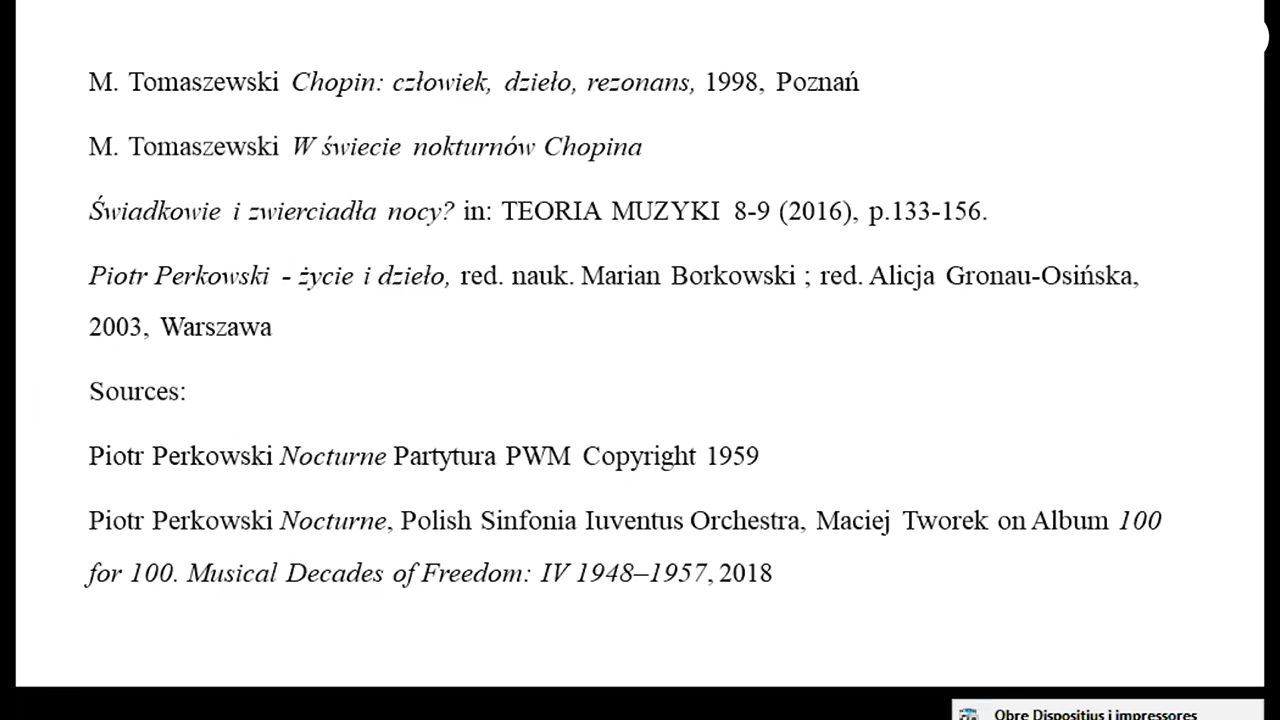 M. Tomaszewski Chopin: człowiek, dzieło, rezonans, 1998, Poznań
M. Tomaszewski W świecie nokturnów Chopina
Świadkowie i zwierciadła nocy? in: TEORIA MUZYKI 8-9 (2016), p.133-156.
Piotr Perkowski - życie i dzieło, red. nauk. Marian Borkowski ; red. Alicja Gronau-Osińska,
2003, Warszawa
Sources:
Piotr Perkowski Nocturne Partytura PWM Copyright 1959
Piotr Perkowski Nocturne, Polish Sinfonia Iuventus Orchestra, Maciej Tworek on Album 100
for 100. Musical Decades of Freedom: IV 1948–1957, 2018
Obre Dispositius i impressores